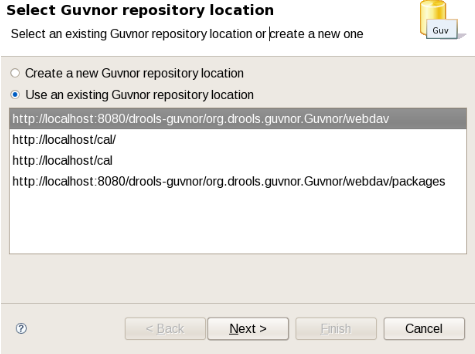 Select Guvnor repository location
Select an existing Guvnor repository location or create a new one
Guv
Create a new Guvnor repository location
Use an existing Guvnor repository location
http://localhost:8080/drools-guvnor/org.drools.guvnor.Guvnor/webdav
http://localhost/cal/
http://localhost/cal
http://localhost:8080/drools-guvnor/org.drools.guvnor.Guvnor/webdav/packages
?
< Back
Next >
Finish
Cancel